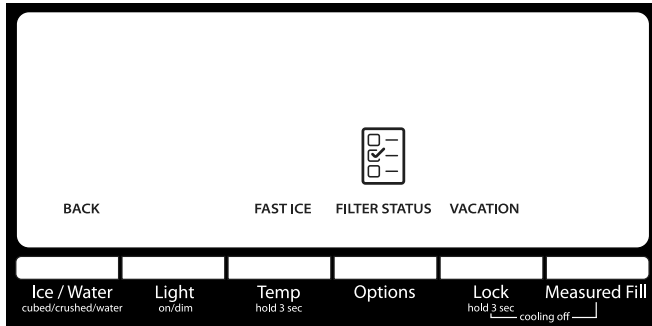 BACK FAST ICE FILTER STATUS VACATION
Ice / Water Light Temp Options Lock Measured Fill
cubed/crushed/water on/dim hold 3 sec hold 3 sec
cooling off